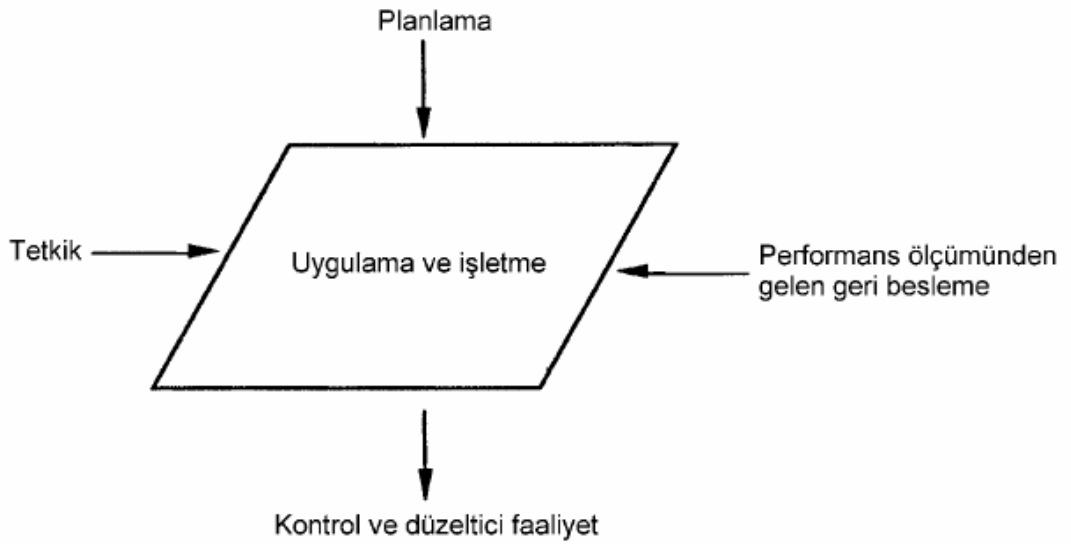 Planlama
Tetkik
Uygulama ve işletme
Performans ölçümünden
gelen geri besleme
Kontrol ve düzeltici faaliyet